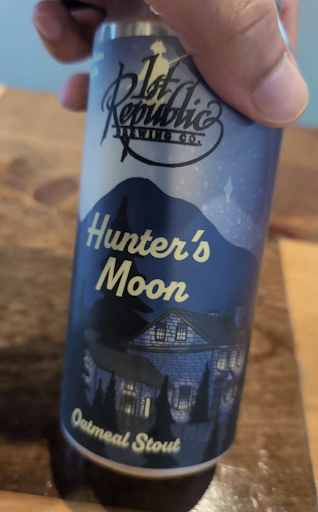 1st
Republic
BREWING CO.
Hunter's
Moon
Oatmeal Stout